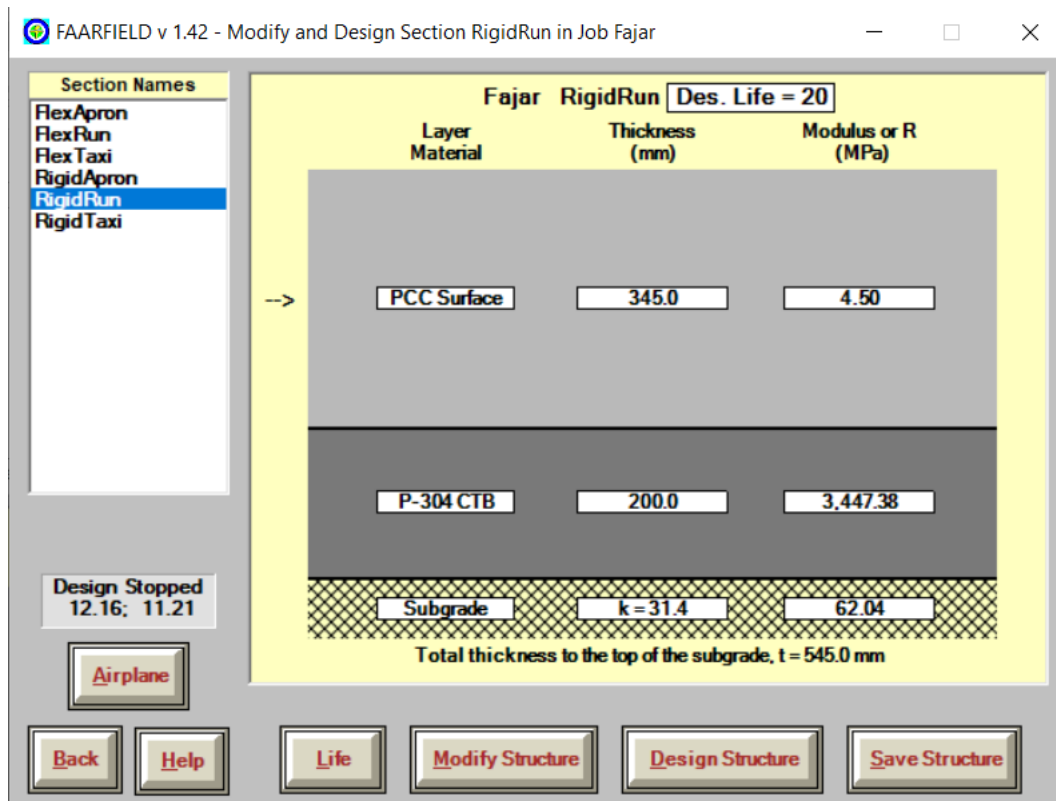 FAARFIELD v 1.42 - Modify and Design Section RigidRun in Job Fajar
Section Names
FlexApron
FlexRun
FlexTaxi
RigidApron
RigidRun
RigidTaxi
Fajar RigidRun Des. Life = 20
Layer Material Thickness (mm) Modulus or R (MPa)
--> PCC Surface 345.0 4.50
P-304 CTB 200.0 3,447.38
Subgrade k = 31.4 62.04
Total thickness to the top of the subgrade, t = 545.0 mm
Design Stopped
12.16; 11.21
Airplane
Back Help Life Modify Structure Design Structure Save Structure